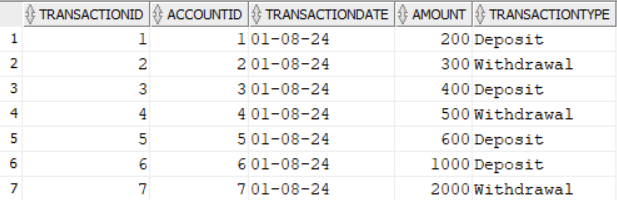 TRANSACTIONID ACCOUNTID TRANSACTIONDATE AMOUNT TRANSACTIONTYPE
1 1 1 01-08-24 200 Deposit
2 2 2 01-08-24 300 Withdrawal
3 3 3 01-08-24 400 Deposit
4 4 4 01-08-24 500 Withdrawal
5 5 5 01-08-24 600 Deposit
6 6 6 01-08-24 1000 Deposit
7 7 7 01-08-24 2000 Withdrawal